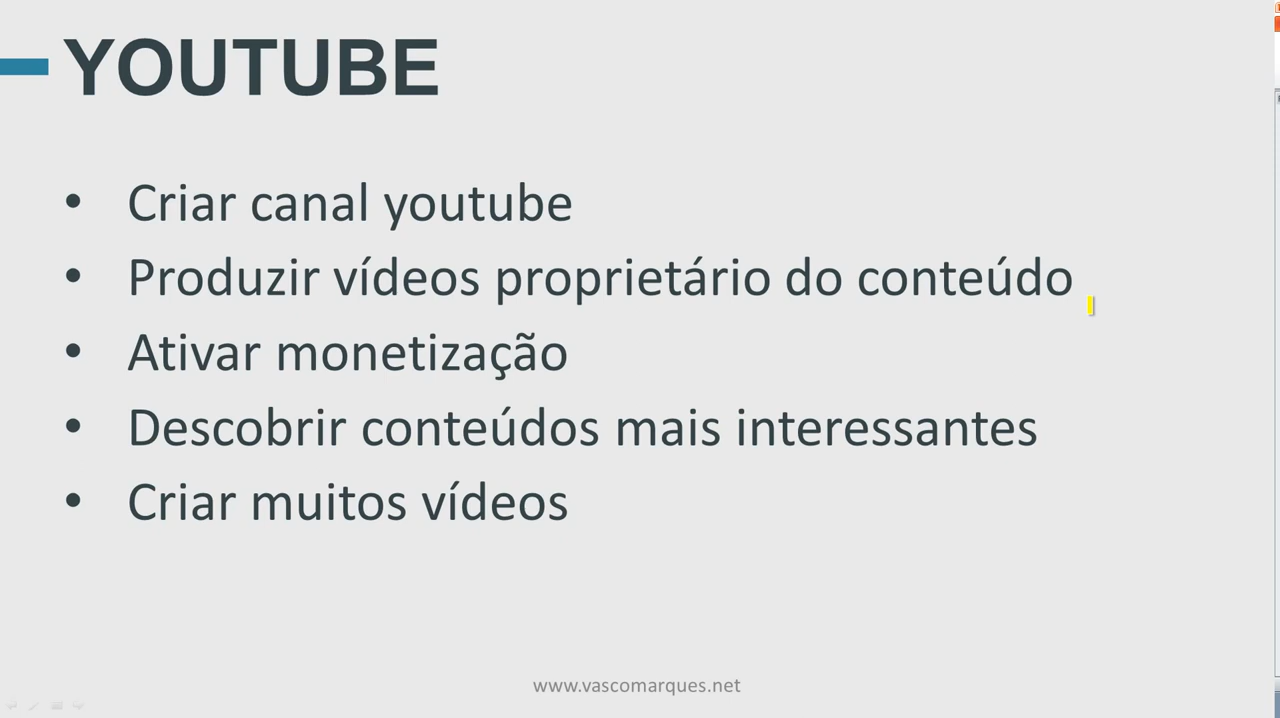 YOUTUBE
• Criar canal youtube
• Produzir vídeos proprietário do conteúdo
• Ativar monetização
• Descobrir conteúdos mais interessantes
• Criar muitos vídeos
www.vascomarques.net